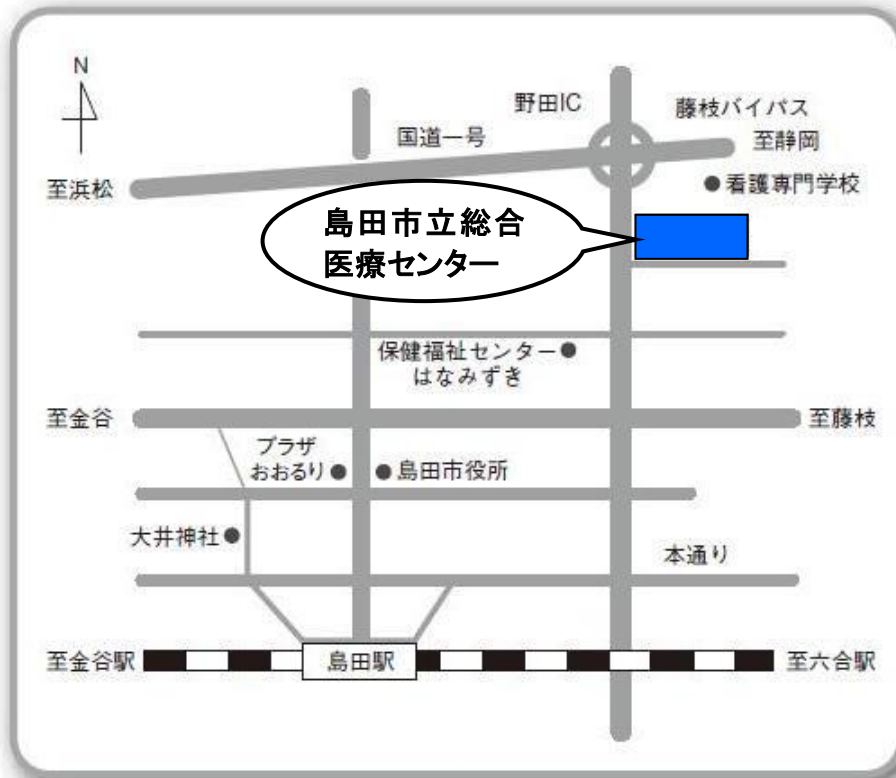 N
野田IC
藤枝バイパス
国道一号
至静岡
至浜松
看護専門学校
島田市立総合
医療センター
保健福祉センター
はなみずき
至金谷
至藤枝
プラザ
おおるり
島田市役所
大井神社
本通り
至金谷駅
島田駅
至六合駅